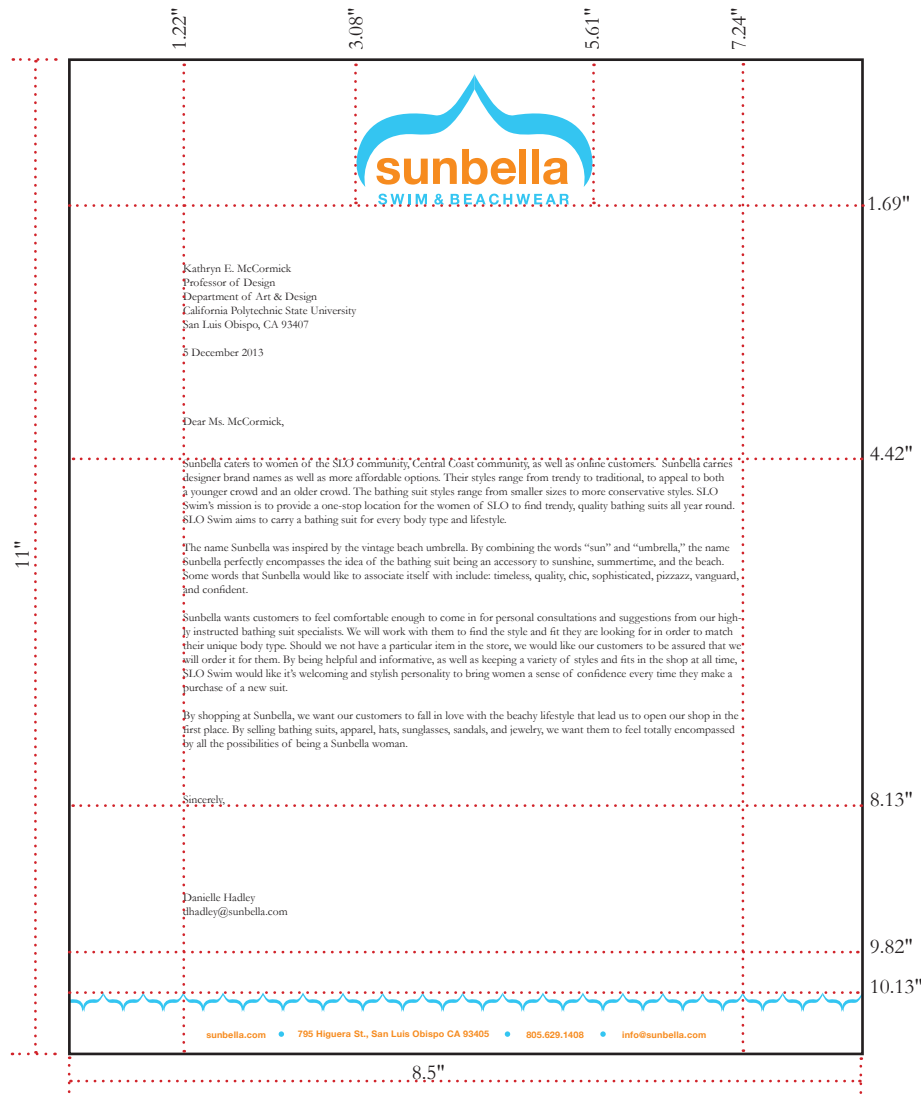 1.22"
3.08"
5.61"
7.24"
sunbella
SWIM & BEACHWEAR
1.69"
Kathryn E. McCormick
Professor of Design
Department of Art & Design
California Polytechnic State University
San Luis Obispo, CA 93407
5 December 2013
Dear Ms. McCormick,
4.42"
Sunbella caters to women of the SLO community, Central Coast community, as well as online customers.  Sunbella carries
designer brand names as well as more affordable options. Their styles range from trendy to traditional, to appeal to both
a younger crowd and an older crowd. The bathing suit styles range from smaller sizes to more conservative styles. SLO
Swim's mission is to provide a one-stop location for the women of SLO to find trendy, quality bathing suits all year round.
SLO Swim aims to carry a bathing suit for every body type and lifestyle.
11"
The name Sunbella was inspired by the vintage beach umbrella. By combining the words “sun” and “umbrella,” the name
Sunbella perfectly encompasses the idea of the bathing suit being an accessory to sunshine, summertime, and the beach.
Some words that Sunbella would like to associate itself with include: timeless, quality, chic, sophisticated, pizzazz, vanguard,
and confident.
Sunbella wants customers to feel comfortable enough to come in for personal consultations and suggestions from our high-
ly instructed bathing suit specialists. We will work with them to find the style and fit they are looking for in order to match
their unique body type. Should we not have a particular item in the store, we would like our customers to be assured that we
will order it for them. By being helpful and informative, as well as keeping a variety of styles and fits in the shop at all time,
SLO Swim would like it's welcoming and stylish personality to bring women a sense of confidence every time they make a
purchase of a new suit.
By shopping at Sunbella, we want our customers to fall in love with the beachy lifestyle that lead us to open our shop in the
first place. By selling bathing suits, apparel, hats, sunglasses, sandals, and jewelry, we want them to feel totally encompassed
by all the possibilities of being a Sunbella woman.
Sincerely,
8.13"
Danielle Hadley
dhadley@sunbella.com
9.82"
10.13"
sunbella.com • 795 Higuera St., San Luis Obispo CA 93405 • 805.629.1408 • info@sunbella.com
8.5"